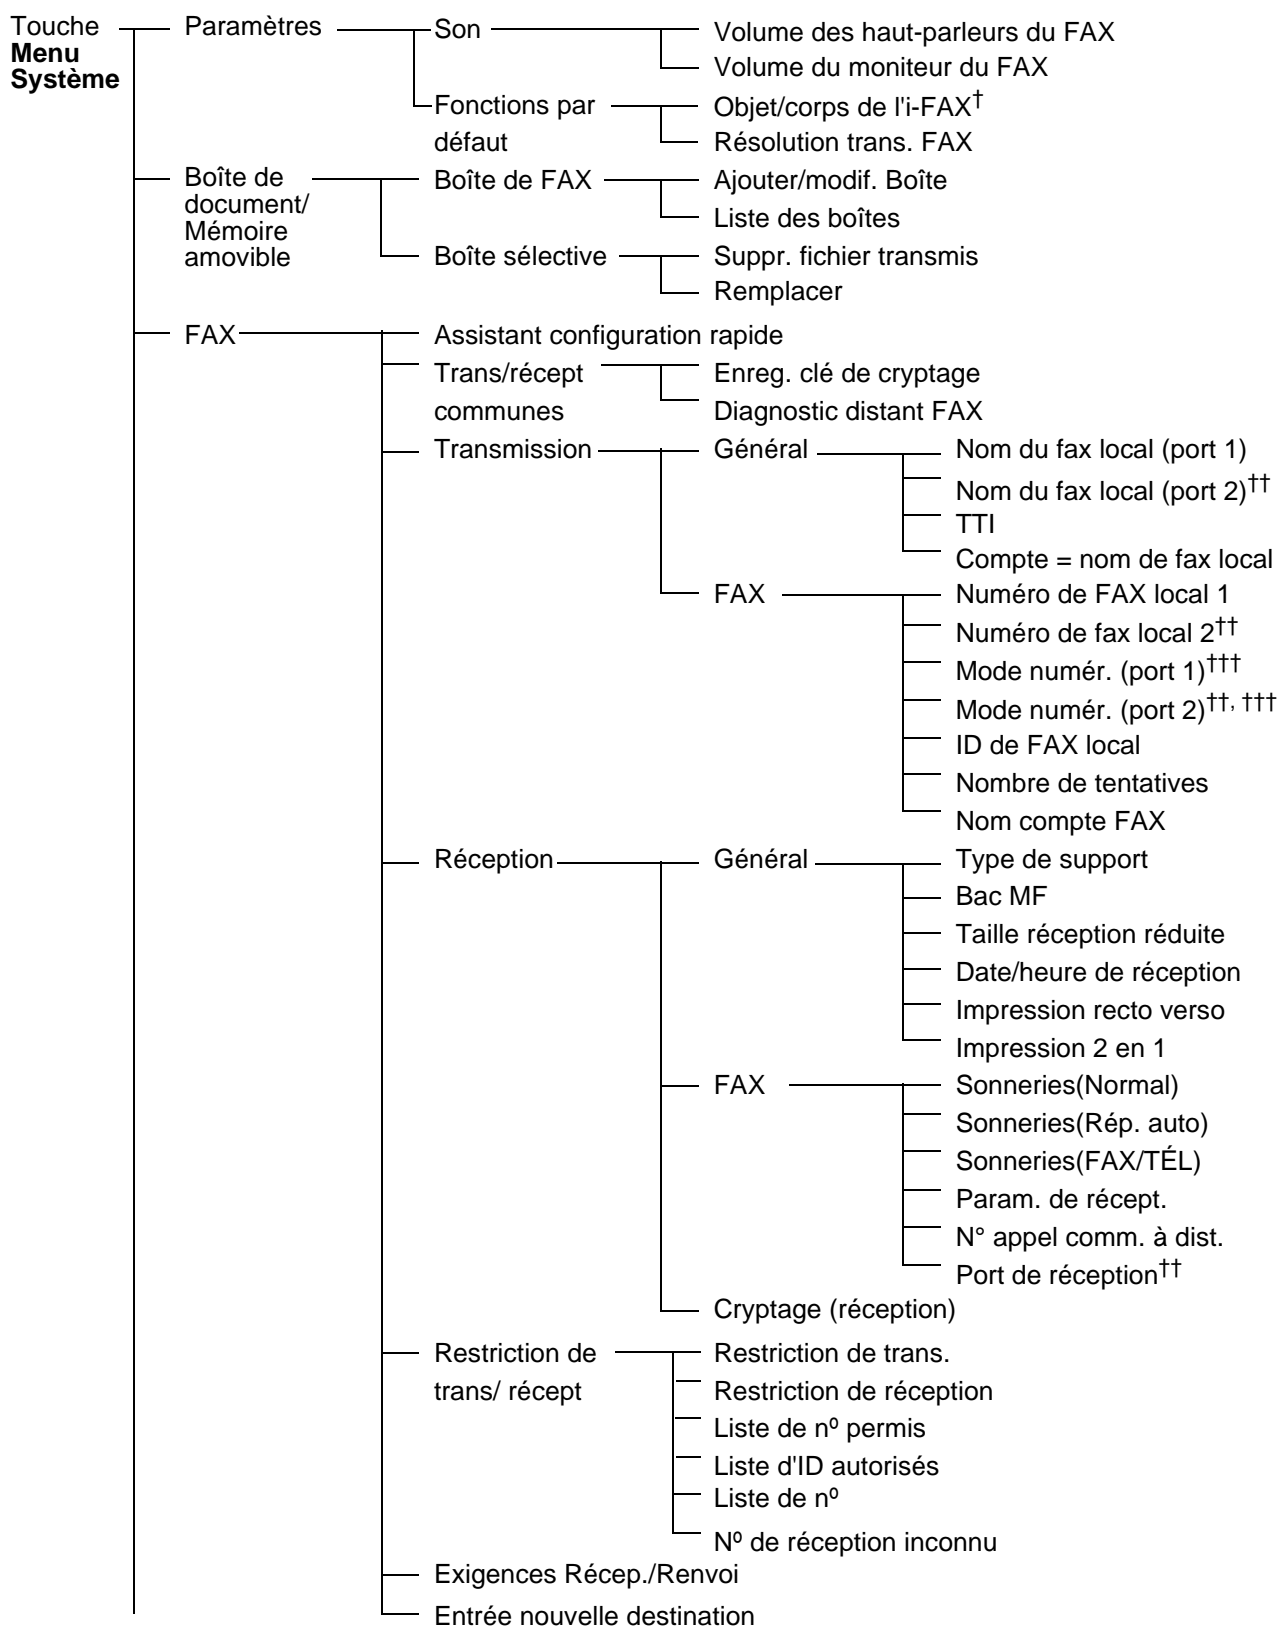 Touche Paramètres Son Volume des haut-parleurs du FAX
Menu
Système
Volume du moniteur du FAX
Fonctions par Objet/corps de l'i-FAX†
défaut Résolution trans. FAX
Boîte de Boîte de FAX Ajouter/modif. Boîte
document/
Liste des boîtes
Mémoire
amovible Boîte sélective Suppr. fichier transmis
Remplacer
FAX Assistant configuration rapide
Trans/récept Enreg. clé de cryptage
communes Diagnostic distant FAX
Transmission Général Nom du fax local (port 1)
Nom du fax local (port 2)††
TTI
Compte = nom de fax local
FAX Numéro de FAX local 1
Numéro de fax local 2††
Mode numér. (port 1)†††
Mode numér. (port 2)††, †††
ID de FAX local
Nombre de tentatives
Nom compte FAX
Réception Général Type de support
Bac MF
Taille réception réduite
Date/heure de réception
Impression recto verso
Impression 2 en 1
FAX Sonneries(Normal)
Sonneries(Rép. auto)
Sonneries(FAX/TÉL)
Param. de récept.
N° appel comm. à dist.
Port de réception††
Cryptage (réception)
Restriction de Restriction de trans.
trans/ récept Restriction de réception
Liste de nº permis
Liste d'ID autorisés
Liste de nº
Nº de réception inconnu
Exigences Récep./Renvoi
Entrée nouvelle destination